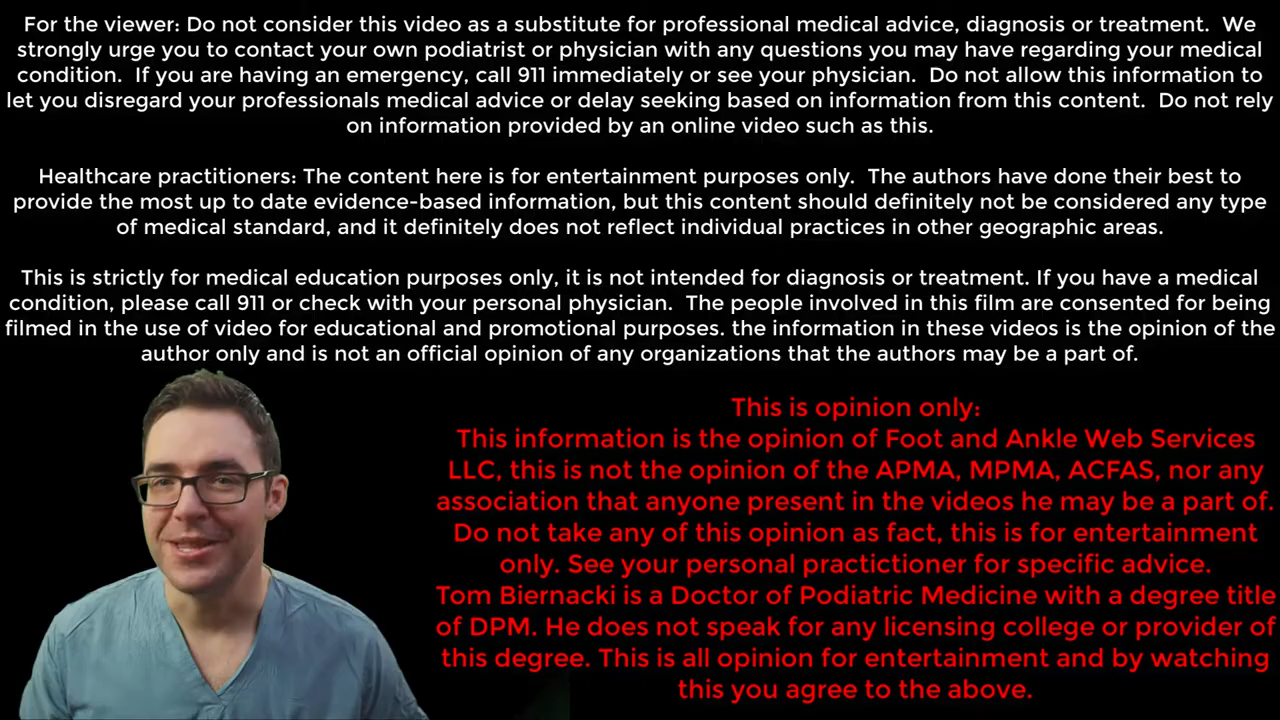 For the viewer: Do not consider this video as a substitute for professional medical advice, diagnosis or treatment. We
strongly urge you to contact your own podiatrist or physician with any questions you may have regarding your medical
condition. If you are having an emergency, call 911 immediately or see your physician. Do not allow this information to
let you disregard your professionals medical advice or delay seeking based on information from this content. Do not rely
on information provided by an online video such as this.
Healthcare practitioners: The content here is for entertainment purposes only. The authors have done their best to
provide the most up to date evidence-based information, but this content should definitely not be considered any type
of medical standard, and it definitely does not reflect individual practices in other geographic areas.
This is strictly for medical education purposes only, it is not intended for diagnosis or treatment. If you have a medical
condition, please call 911 or check with your personal physician. The people involved in this film are consented for being
filmed in the use of video for educational and promotional purposes. the information in these videos is the opinion of the
author only and is not an official opinion of any organizations that the authors may be a part of.
This is opinion only:
This information is the opinion of Foot and Ankle Web Services
LLC, this is not the opinion of the APMA, MPMA, ACFAS, nor any
association that anyone present in the videos he may be a part of.
Do not take any of this opinion as fact, this is for entertainment
only. See your personal practictioner for specific advice.
Tom Biernacki is a Doctor of Podiatric Medicine with a degree title
of DPM. He does not speak for any licensing college or provider of
this degree. This is all opinion for entertainment and by watching
this you agree to the above.